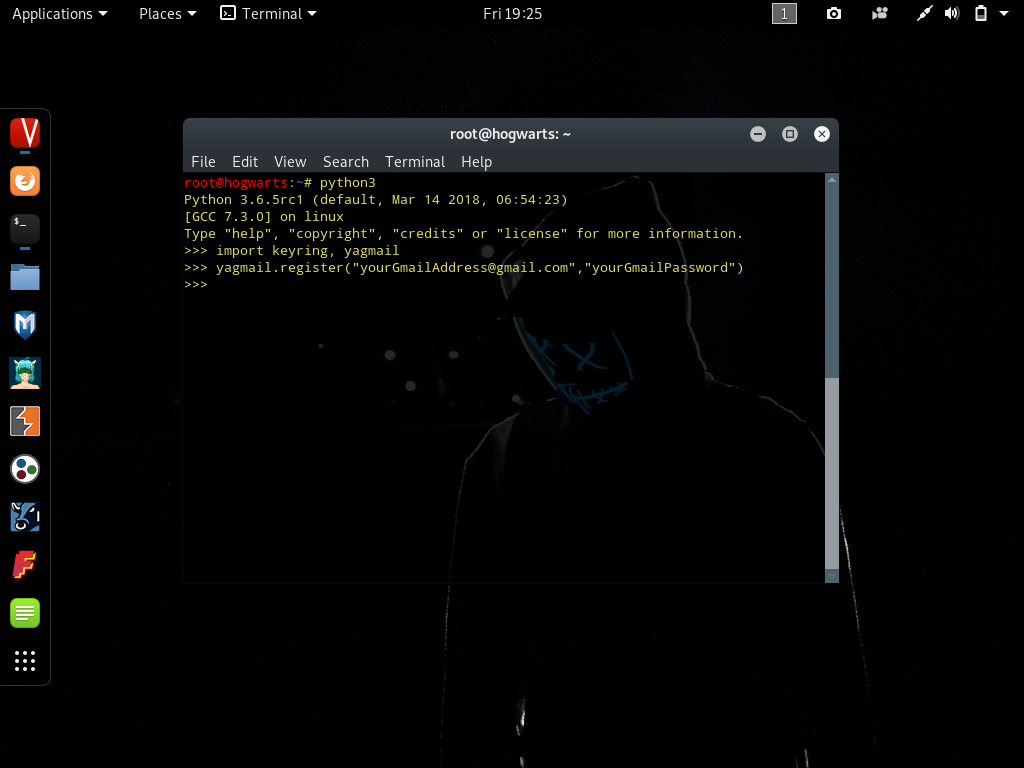 Applications Places Terminal Fri 19:25 1
root@hogwarts: ~
File Edit View Search Terminal Help
root@hogwarts:~# python3
Python 3.6.5rc1 (default, Mar 14 2018, 06:54:23)
[GCC 7.3.0] on linux
Type "help", "copyright", "credits" or "license" for more information.
>>> import keyring, yagmail
>>> yagmail.register("yourGmailAddress@gmail.com","yourGmailPassword")
>>>